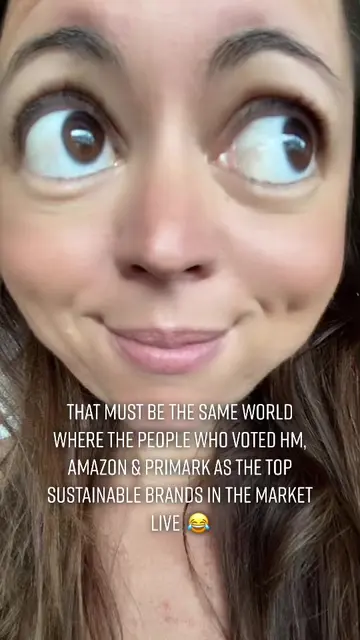 THAT MUST BE THE SAME WORLD
WHERE THE PEOPLE WHO VOTED HM,
AMAZON & PRIMARK AS THE TOP
SUSTAINABLE BRANDS IN THE MARKET
LIVE 😂